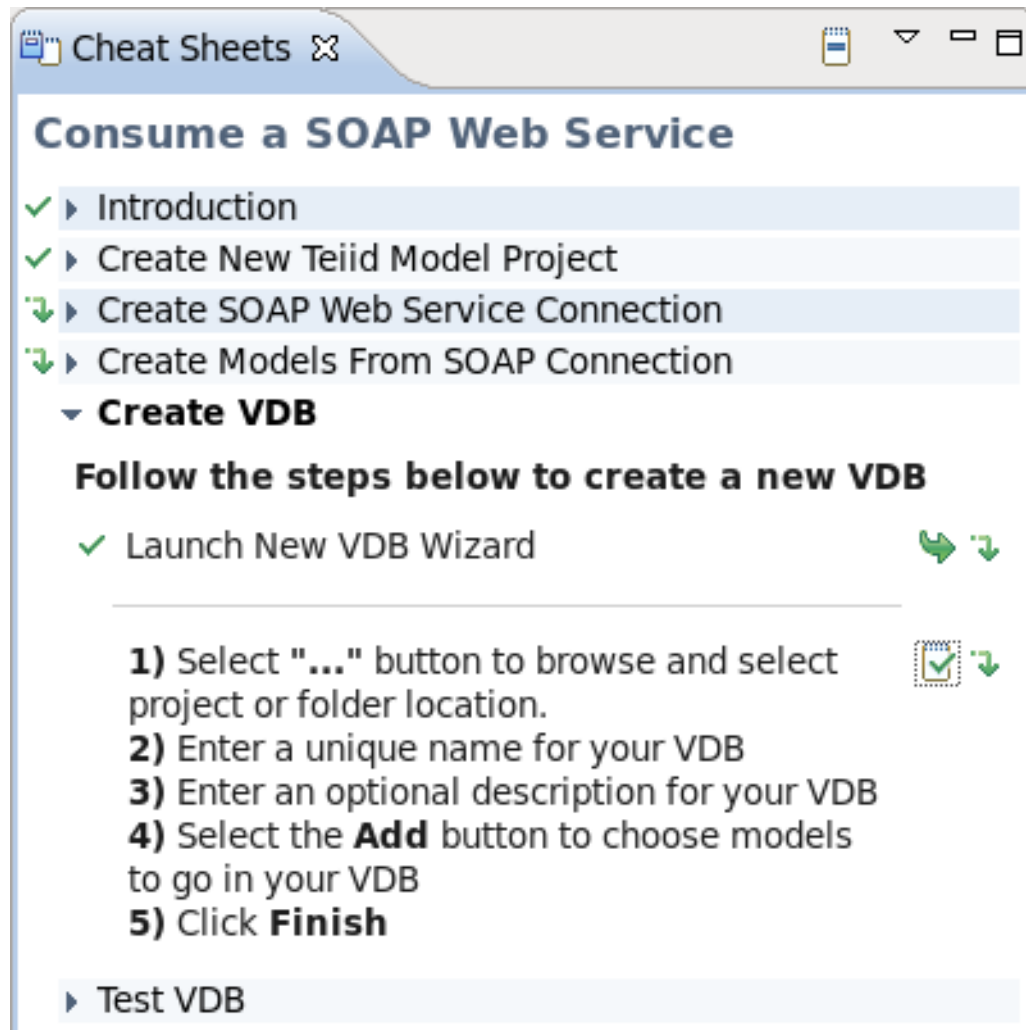 Cheat Sheets
Consume a SOAP Web Service
Introduction
Create New Teiid Model Project
Create SOAP Web Service Connection
Create Models From SOAP Connection
Create VDB
Follow the steps below to create a new VDB
Launch New VDB Wizard
1) Select "..." button to browse and select
project or folder location.
2) Enter a unique name for your VDB
3) Enter an optional description for your VDB
4) Select the Add button to choose models
to go in your VDB
5) Click Finish
Test VDB